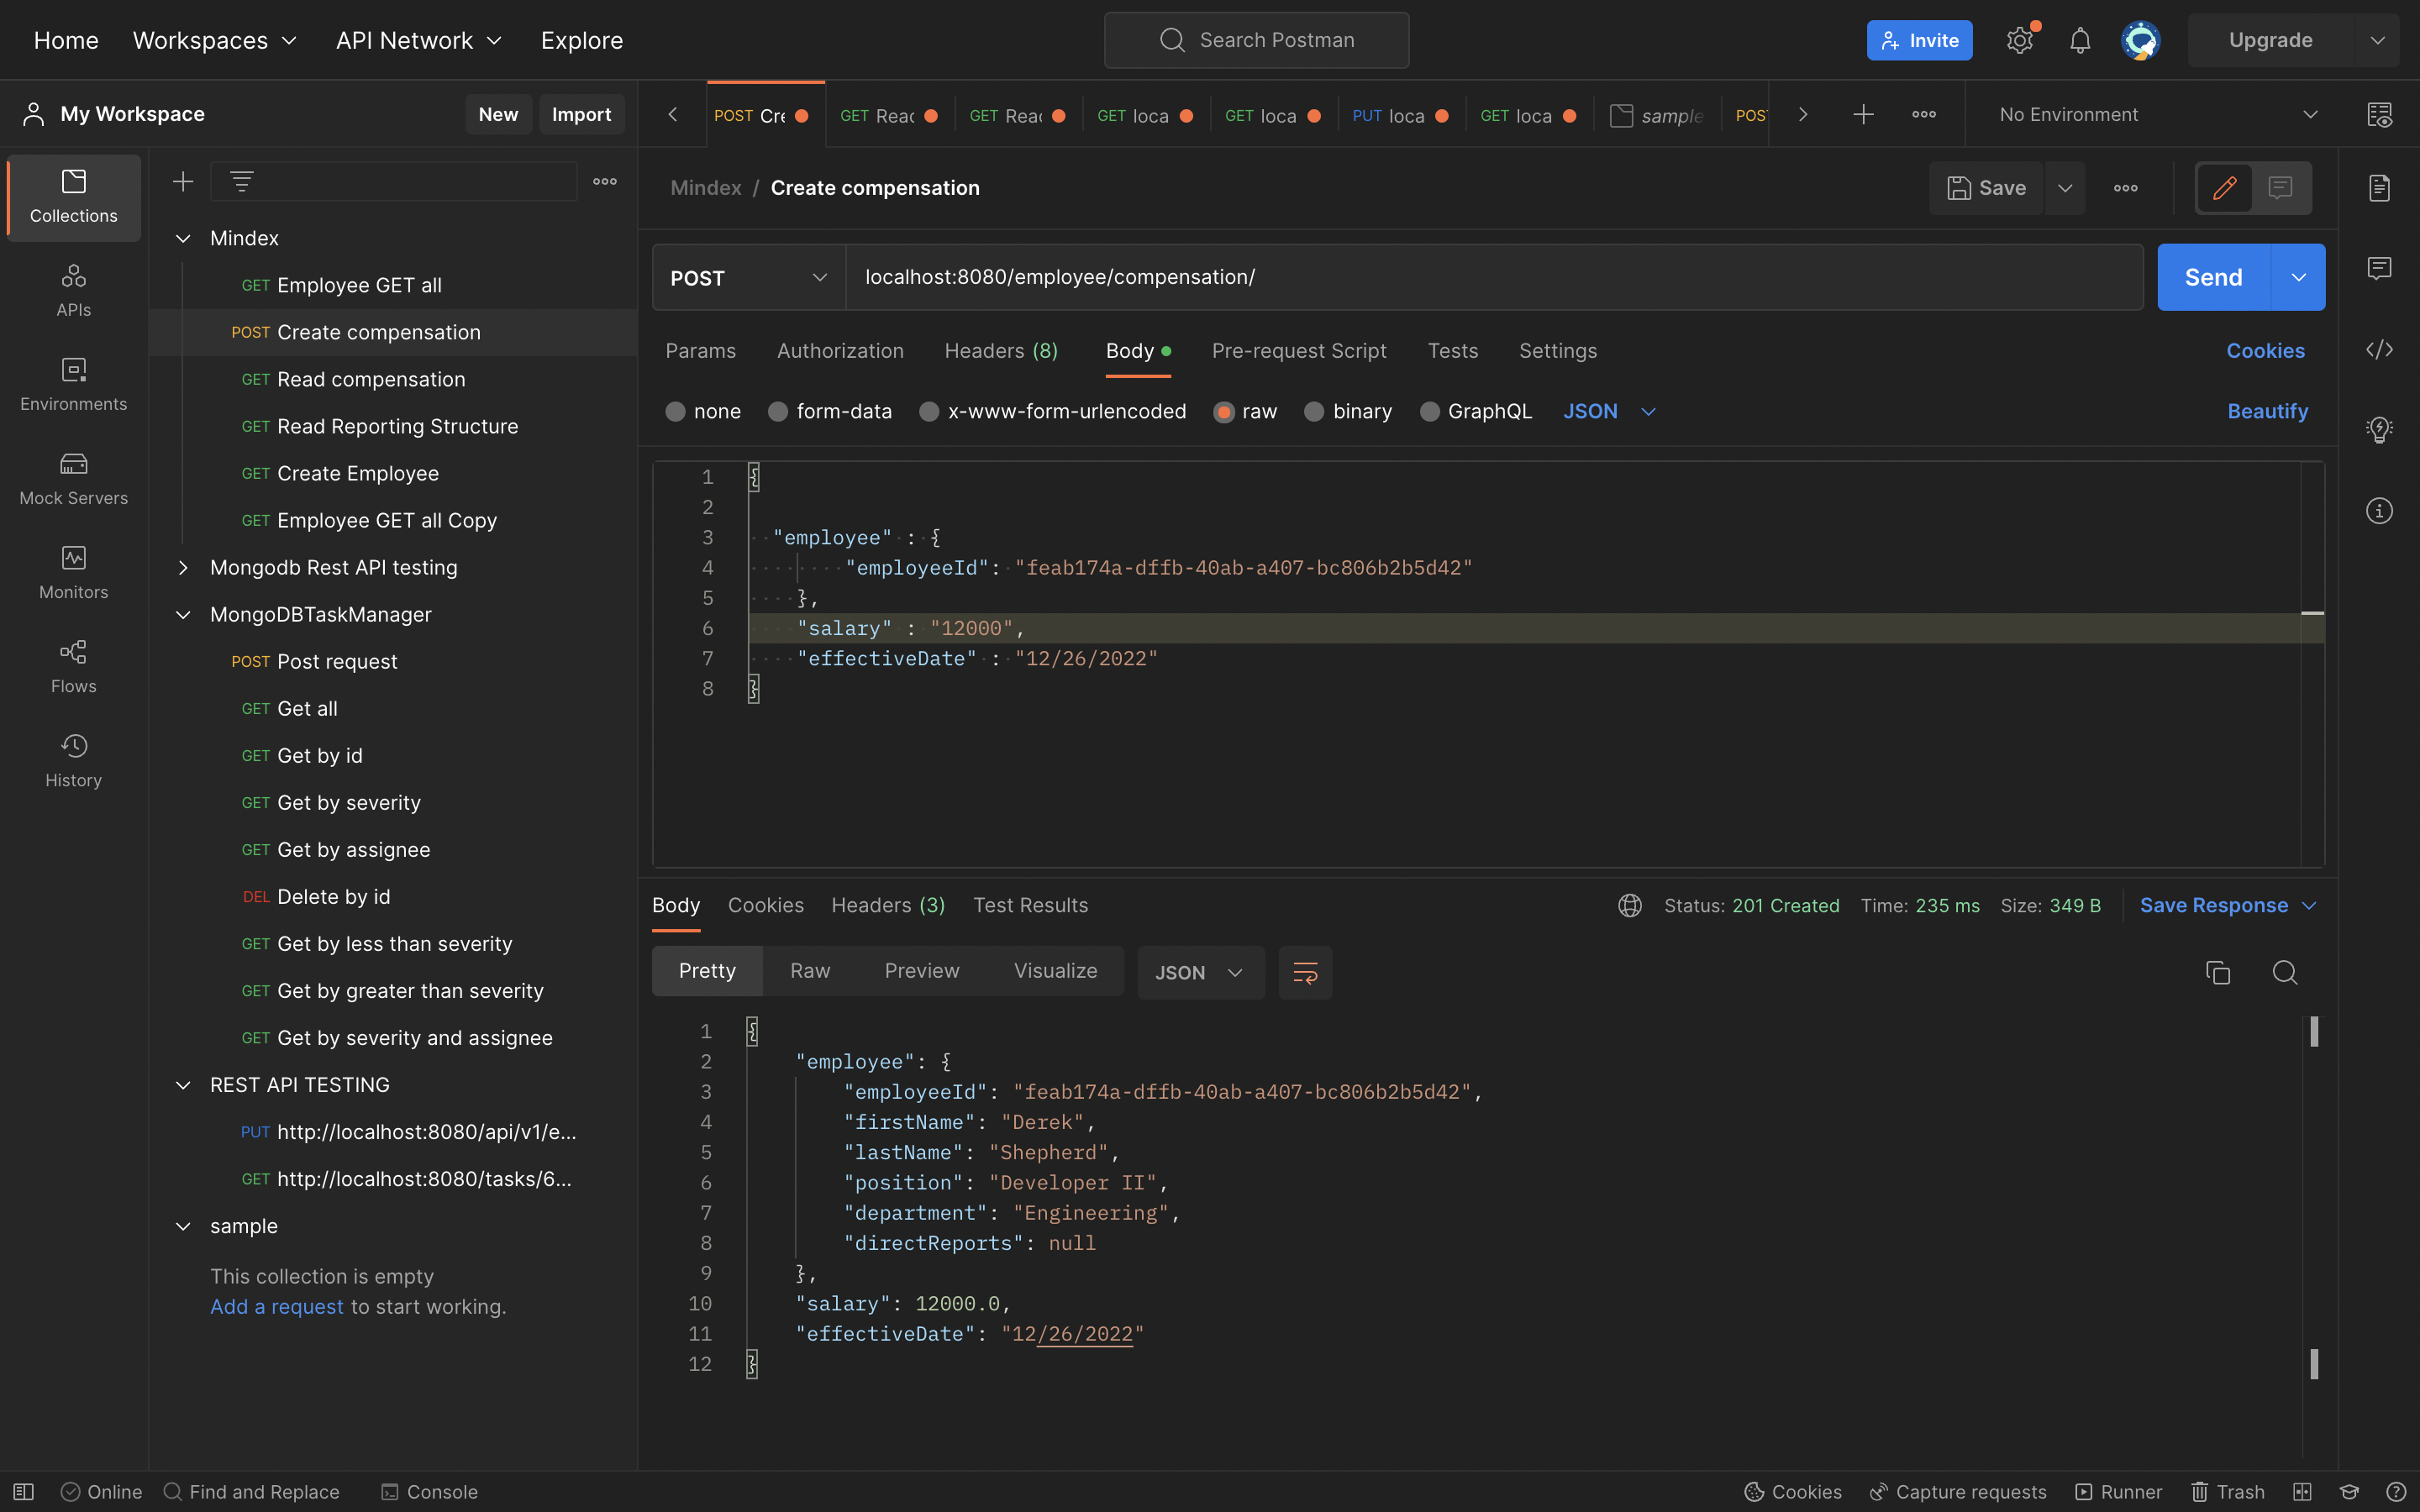 Home Workspaces API Network Explore Search Postman Invite Upgrade
My Workspace New Import
POST Cre GET Read GET Read GET loca GET loca PUT loca GET loca sample POS No Environment
Collections
APIs
Environments
Mock Servers
Monitors
Flows
History
Mindex
GET Employee GET all
POST Create compensation
GET Read compensation
GET Read Reporting Structure
GET Create Employee
GET Employee GET all Copy
Mongodb Rest API testing
MongoDBTaskManager
POST Post request
GET Get all
GET Get by id
GET Get by severity
GET Get by assignee
DEL Delete by id
GET Get by less than severity
GET Get by greater than severity
GET Get by severity and assignee
REST API TESTING
PUT http://localhost:8080/api/v1/e...
GET http://localhost:8080/tasks/6...
sample
This collection is empty
Add a request to start working.
Mindex / Create compensation Save
POST localhost:8080/employee/compensation/ Send
Params Authorization Headers (8) Body Pre-request Script Tests Settings Cookies
none form-data x-www-form-urlencoded raw binary GraphQL JSON Beautify
1 {
2
3 "employee" : {
4 "employeeId": "feab174a-dffb-40ab-a407-bc806b2b5d42"
5 },
6 "salary" : "12000",
7 "effectiveDate" : "12/26/2022"
8 }
Body Cookies Headers (3) Test Results Status: 201 Created Time: 235 ms Size: 349 B Save Response
Pretty Raw Preview Visualize JSON
1 {
2 "employee": {
3 "employeeId": "feab174a-dffb-40ab-a407-bc806b2b5d42",
4 "firstName": "Derek",
5 "lastName": "Shepherd",
6 "position": "Developer II",
7 "department": "Engineering",
8 "directReports": null
9 },
10 "salary": 12000.0,
11 "effectiveDate": "12/26/2022"
12 }
Online Find and Replace Console Cookies Capture requests Runner Trash